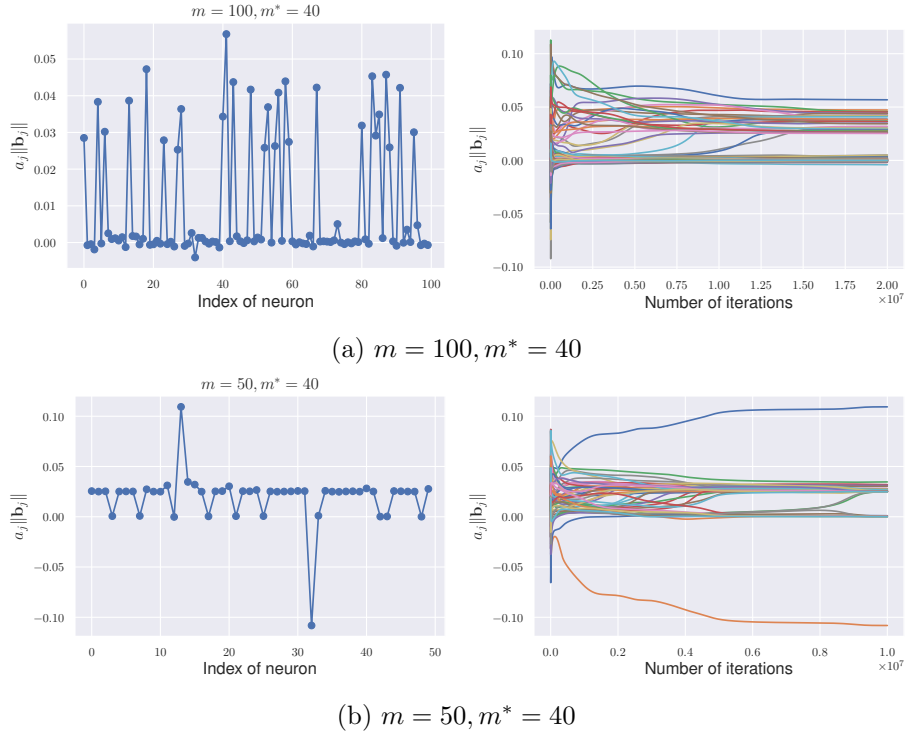 m = 100, m* = 40
a_j‖b_j‖
0.05
0.04
0.03
0.02
0.01
0.00
0 20 40 60 80 100
Index of neuron
a_j‖b_j‖
0.10
0.05
0.00
−0.05
−0.10
0.00 0.25 0.50 0.75 1.00 1.25 1.50 1.75 2.00
Number of iterations
×10⁷
(a) m = 100, m* = 40
m = 50, m* = 40
a_j‖b_j‖
0.10
0.05
0.00
−0.05
−0.10
0 10 20 30 40 50
Index of neuron
a_j‖b_j‖
0.10
0.05
0.00
−0.05
−0.10
0.0 0.2 0.4 0.6 0.8 1.0
Number of iterations
×10⁷
(b) m = 50, m* = 40